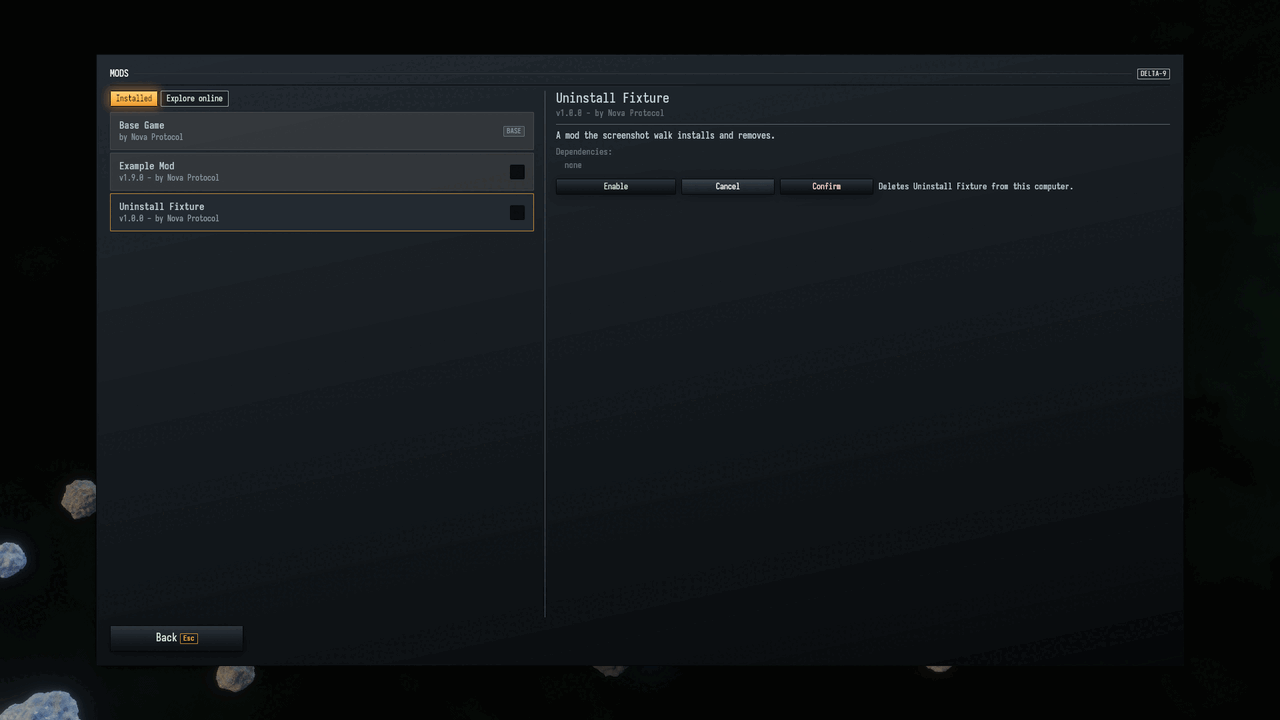 MODS
DELTA-9
Installed
Explore online
Base Game
by Nova Protocol
BASE
Example Mod
v1.9.0 - by Nova Protocol
Uninstall Fixture
v1.0.0 - by Nova Protocol
Uninstall Fixture
v1.0.0 - by Nova Protocol
A mod the screenshot walk installs and removes.
Dependencies:
none
Enable
Cancel
Confirm
Deletes Uninstall Fixture from this computer.
Back Esc